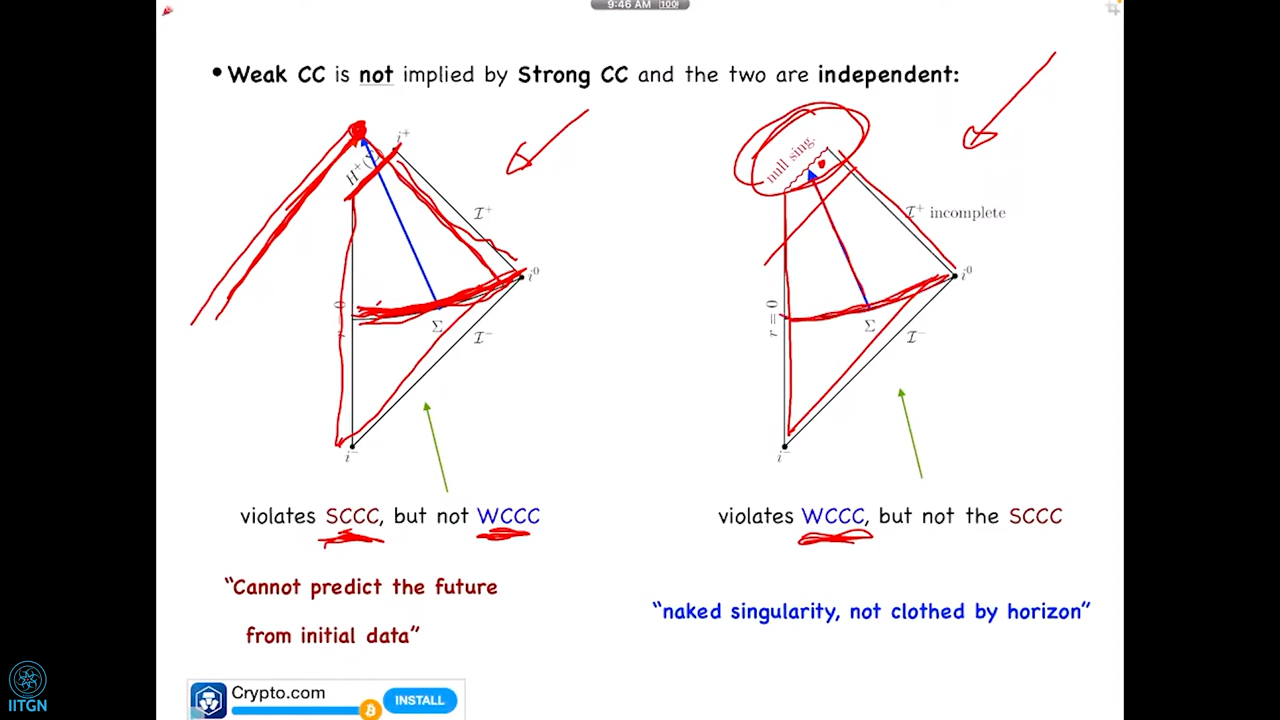 9:46 AM 100
• Weak CC is not implied by Strong CC and the two are independent:
i⁺
H⁺(
I⁺
r = 0
Σ
i⁰
I⁻
i⁻
violates SCCC, but not WCCC
"Cannot predict the future
from initial data"
null sing.
I⁺ incomplete
r = 0
Σ
i⁰
I⁻
i⁻
violates WCCC, but not the SCCC
"naked singularity, not clothed by horizon"
Crypto.com
INSTALL
IITGN